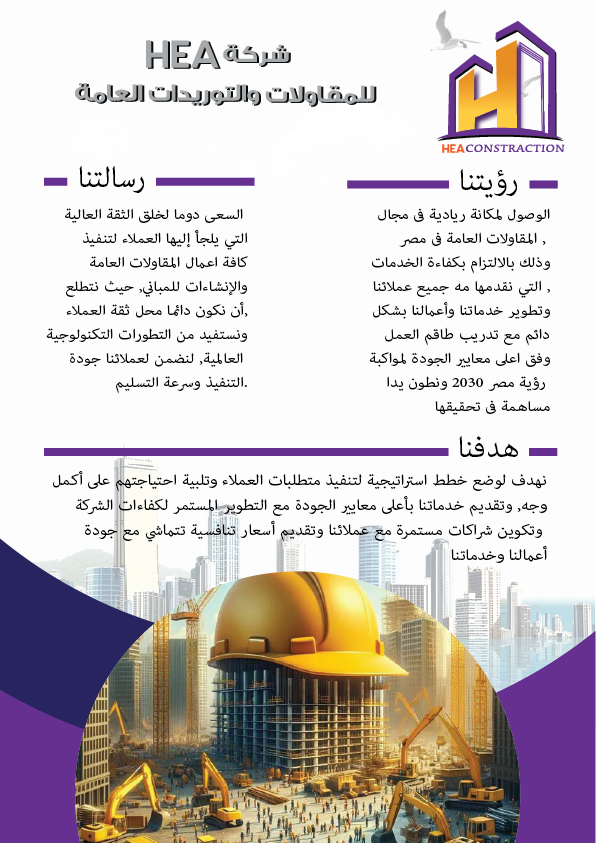 شركة HEA
للمقاولات والتوريدات العامة
HEACONSTRACTION
رؤيتنا
الوصول لمكانة ريادية فى مجال
, المقاولات العامة فى مصر
وذلك بالالتزام بكفاءة الخدمات
, التي نقدمها مه جميع عملائنا
وتطوير خدماتنا وأعمالنا بشكل
دائم مع تدريب طاقم العمل
وفق اعلى معايير الجودة لمواكبة
رؤية مصر 2030 ونطون يدا
مساهمة فى تحقيقها
رسالتنا
السعى دوما لخلق الثقة العالية
التي يلجأ إليها العملاء لتنفيذ
كافة اعمال المقاولات العامة
والإنشاءات للمباني, حيث نتطلع
,أن نكون دائما محل ثقة العملاء
ونستفيد من التطورات التكنولوجية
العالمية, لنضمن لعملائنا جودة
.التنفيذ وسرعة التسليم
هدفنا
نهدف لوضع خطط استراتيجية لتنفيذ متطلبات العملاء وتلبية احتياجتهم على أكمل
وجه, وتقديم خدماتنا بأعلى معايير الجودة مع التطوير المستمر لكفاءات الشركة
وتكوين شراكات مستمرة مع عملائنا وتقديم أسعار تنافسية تتماشي مع جودة
أعمالنا وخدماتنا